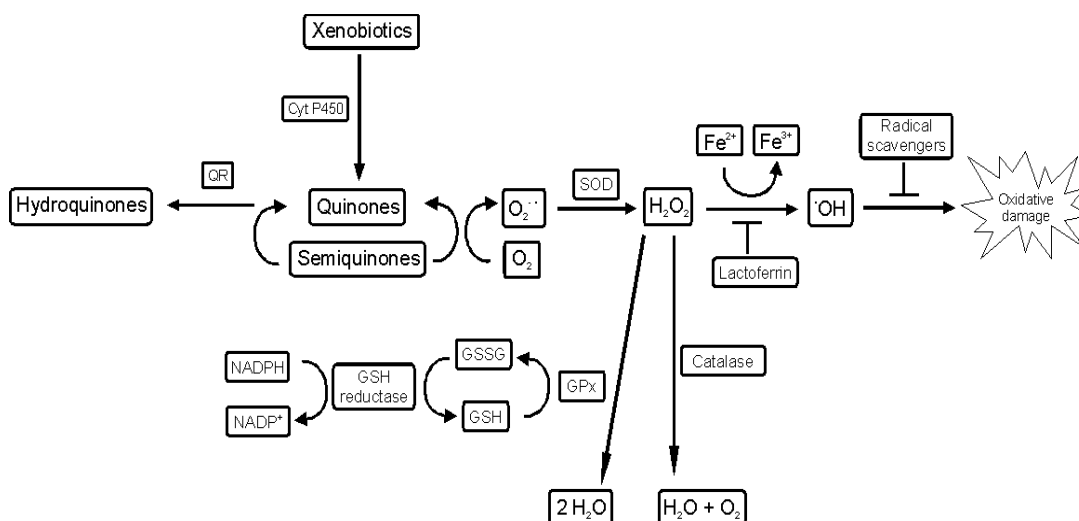 Xenobiotics
Cyt P450
Fe²⁺
Fe³⁺
Radical
scavengers
QR
SOD
Hydroquinones
Quinones
O₂˙˙
H₂O₂
˙OH
Oxidative
damage
Semiquinones
O₂
Lactoferrin
NADPH
GSH
reductase
GSSG
GPx
Catalase
NADP⁺
GSH
2 H₂O
H₂O + O₂